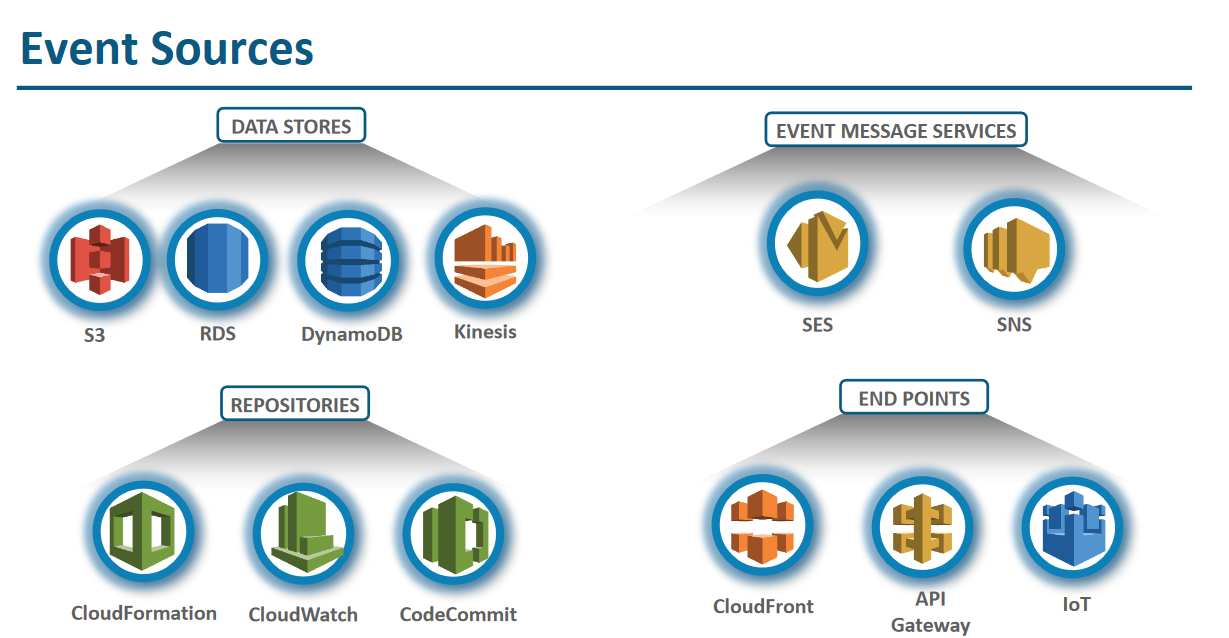 Event Sources
DATA STORES
S3
RDS
DynamoDB
Kinesis
EVENT MESSAGE SERVICES
SES
SNS
REPOSITORIES
CloudFormation
CloudWatch
CodeCommit
END POINTS
CloudFront
API
Gateway
IoT